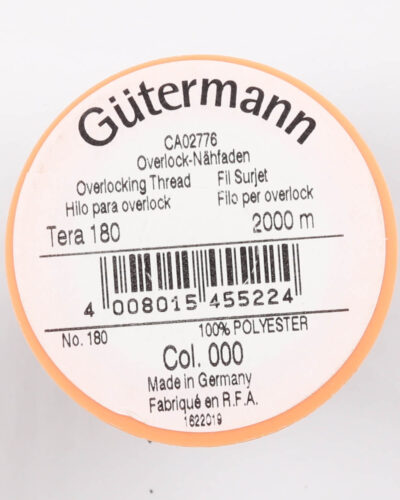 Gütermann
CA02776
Overlock-Nähfaden
Overlocking Thread Fil Surjet
Hilo para overlock Filo per overlock
Tera 180 2000 m
4 008015 455224
No. 180 100% POLYESTER
Col. 000
Made in Germany
Fabriqué en R.F.A.
1622019